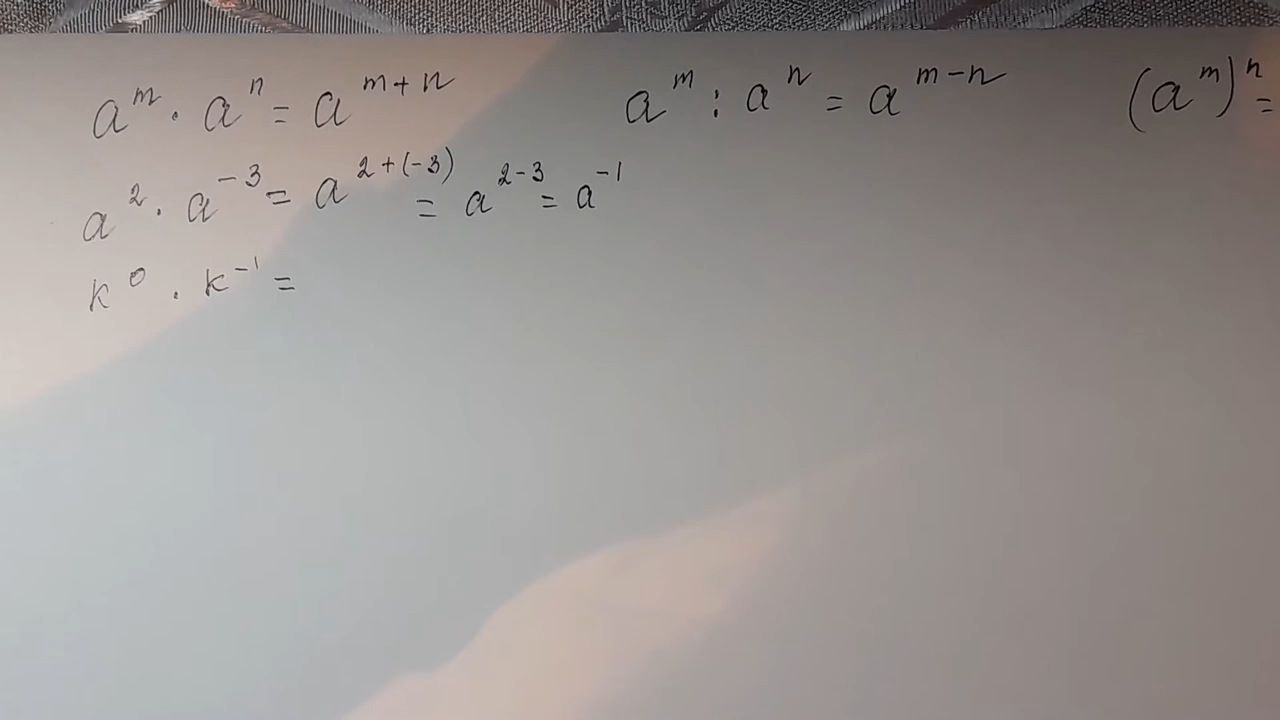 a^m · a^n = a^{m+n} a^m : a^n = a^{m-n} (a^m)^n =
a^2 · a^{-3} = a^{2+(-3)} = a^{2-3} = a^{-1}
k^0 · k^{-1} =